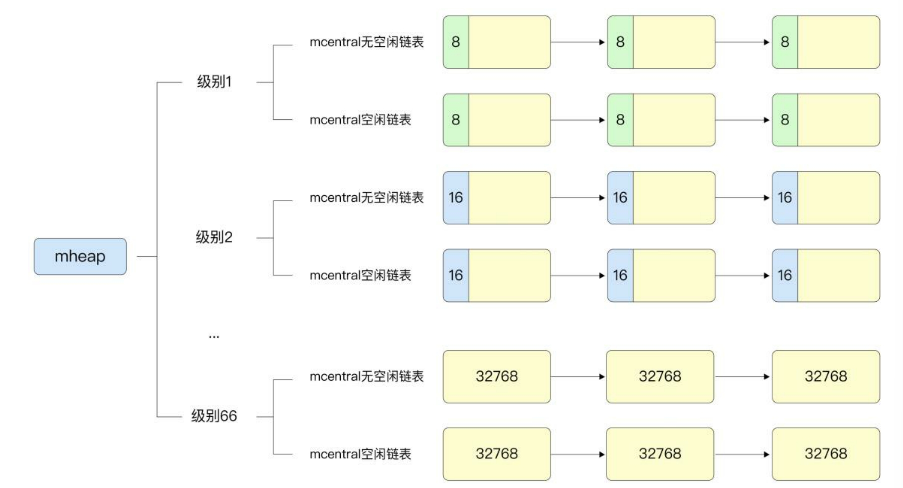 mheap
级别1
mcentral无空闲链表
8 8 8
mcentral空闲链表
8 8 8
级别2
mcentral无空闲链表
16 16 16
mcentral空闲链表
16 16 16
...
级别66
mcentral无空闲链表
32768 32768 32768
mcentral空闲链表
32768 32768 32768